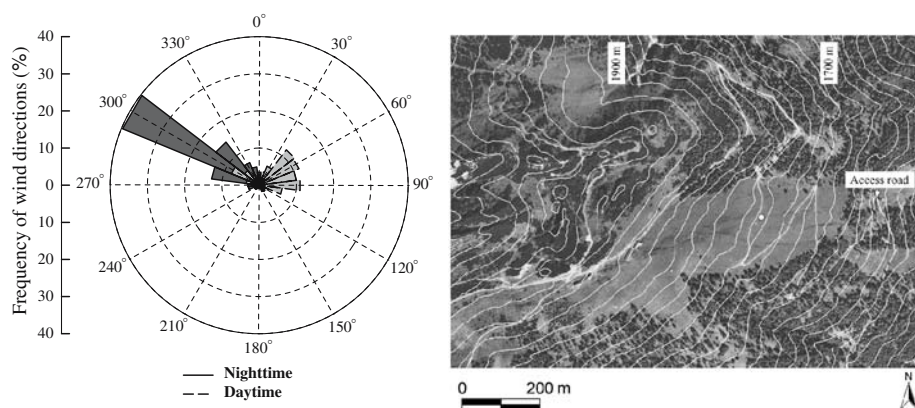 Frequency of wind directions (%)
40
30
20
10
0
10
20
30
40
0°
30°
60°
90°
120°
150°
180°
210°
240°
270°
300°
330°
Nighttime
Daytime
1900 m
1700 m
Access road
0 200 m
N